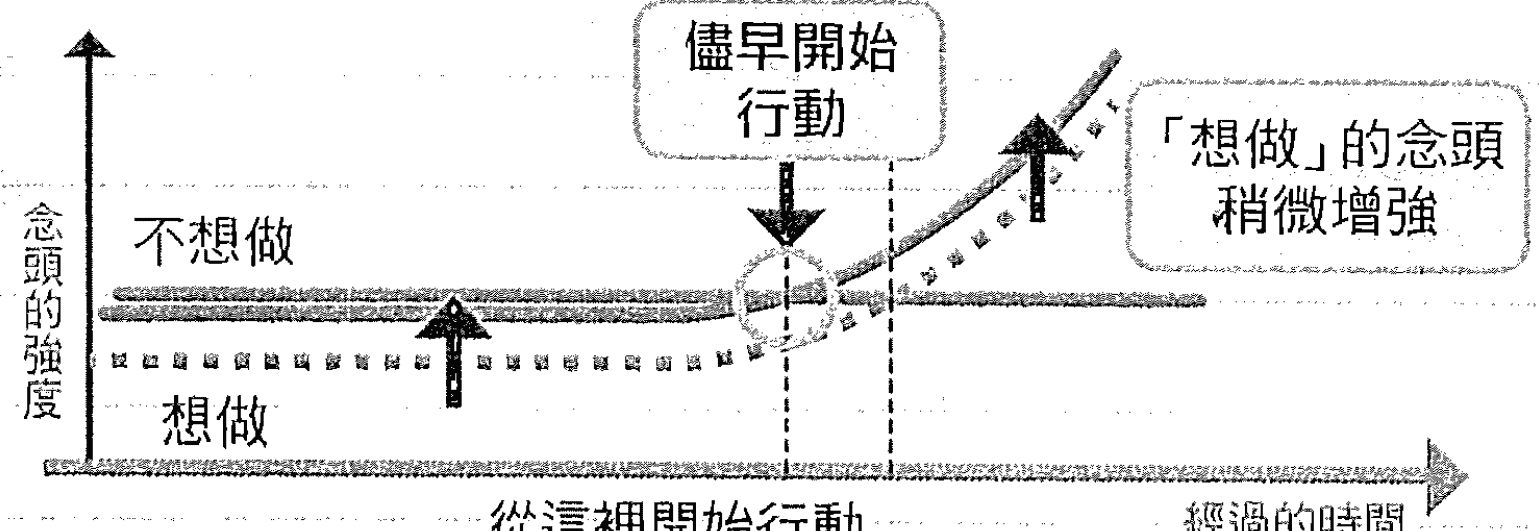 儘早開始
行動
「想做」的念頭
稍微增強
念頭的強度
不想做
想做
從這裡開始行動
經過的時間